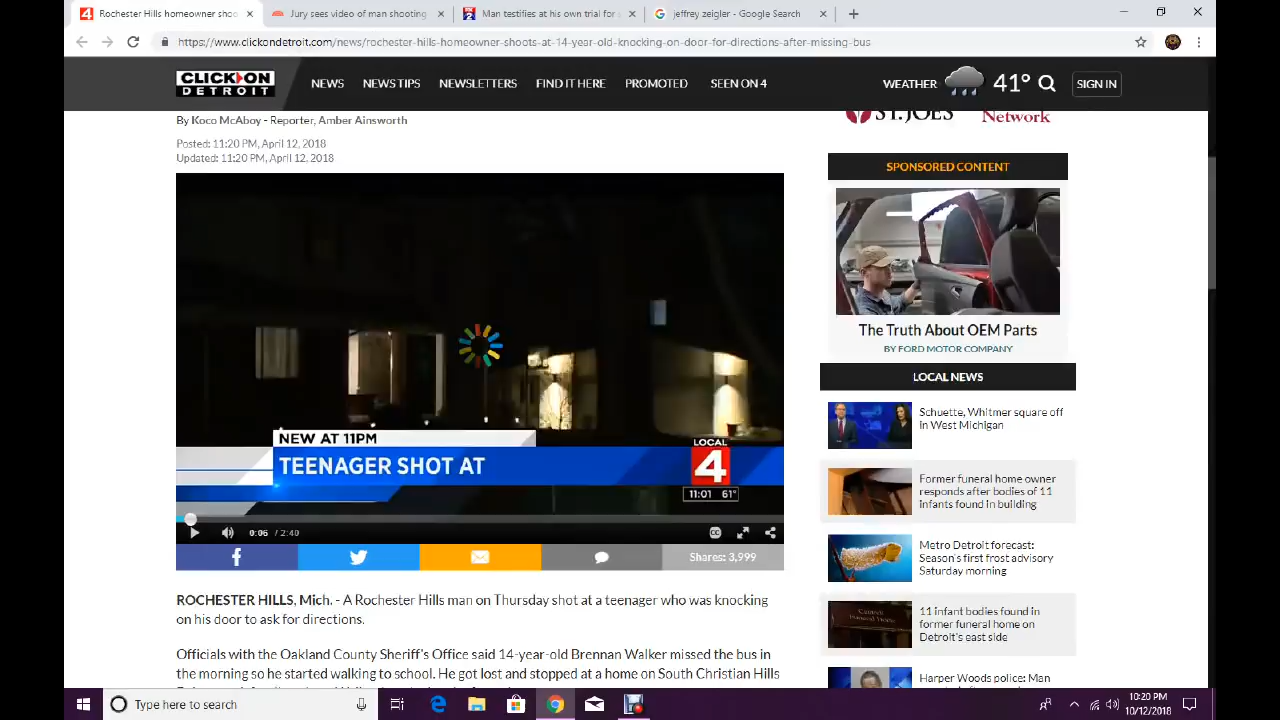 Rochester Hills homeowner shoo
Jury sees video of man shooting
Man testifies at his own trial for s
jeffrey zeigler - Google Search
https://www.clickondetroit.com/news/rochester-hills-homeowner-shoots-at-14-year-old-knocking-on-door-for-directions-after-missing-bus
CLICK ON
DETROIT
NEWS NEWS TIPS NEWSLETTERS FIND IT HERE PROMOTED SEEN ON 4
WEATHER 41° SIGN IN
By Koco McAboy - Reporter, Amber Ainsworth
Posted: 11:20 PM, April 12, 2018
Updated: 11:20 PM, April 12, 2018
NEW AT 11PM
TEENAGER SHOT AT
LOCAL
4
11:01 61°
0:06 / 2:40
Shares: 3,999
ROCHESTER HILLS, Mich. - A Rochester Hills man on Thursday shot at a teenager who was knocking
on his door to ask for directions.
Officials with the Oakland County Sheriff's Office said 14-year-old Brennan Walker missed the bus in
the morning so he started walking to school. He got lost and stopped at a home on South Christian Hills
ST. JOES
Network
SPONSORED CONTENT
The Truth About OEM Parts
BY FORD MOTOR COMPANY
LOCAL NEWS
Schuette, Whitmer square off
in West Michigan
Former funeral home owner
responds after bodies of 11
infants found in building
Metro Detroit forecast:
Season's first frost advisory
Saturday morning
11 infant bodies found in
former funeral home on
Detroit's east side
Harper Woods police: Man
Type here to search
10:20 PM
10/12/2018